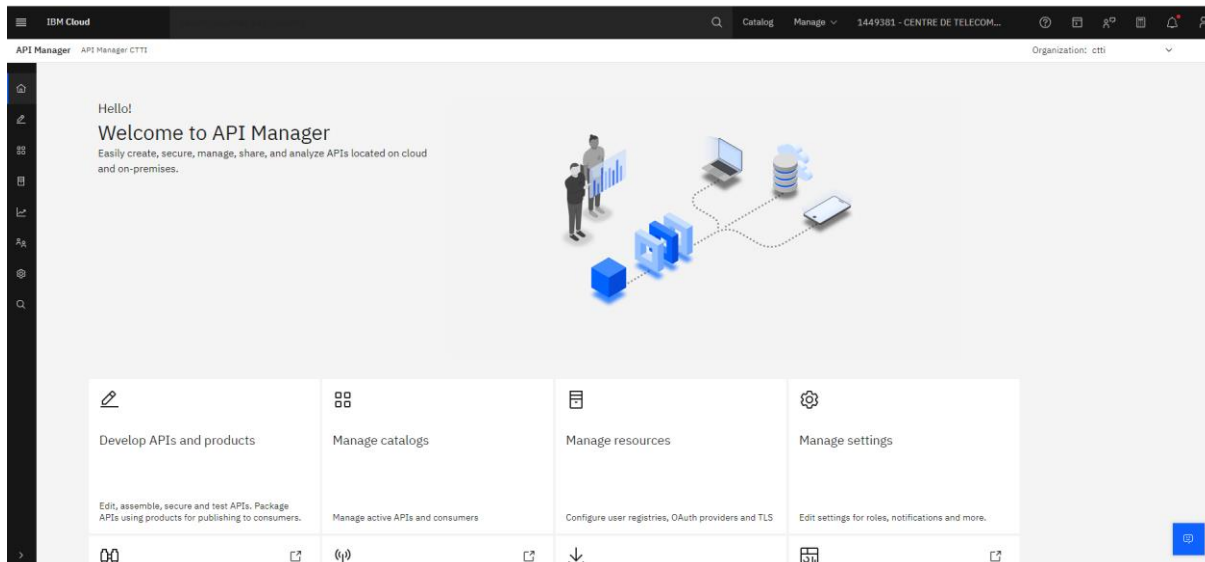 IBM Cloud
Catalog
Manage
1449381 - CENTRE DE TELECOM...
API Manager
API Manager CTTI
Organization: ctti
Hello!
Welcome to API Manager
Easily create, secure, manage, share, and analyze APIs located on cloud
and on-premises.
Develop APIs and products
Edit, assemble, secure and test APIs. Package
APIs using products for publishing to consumers.
Manage catalogs
Manage active APIs and consumers
Manage resources
Configure user registries, OAuth providers and TLS
Manage settings
Edit settings for roles, notifications and more.